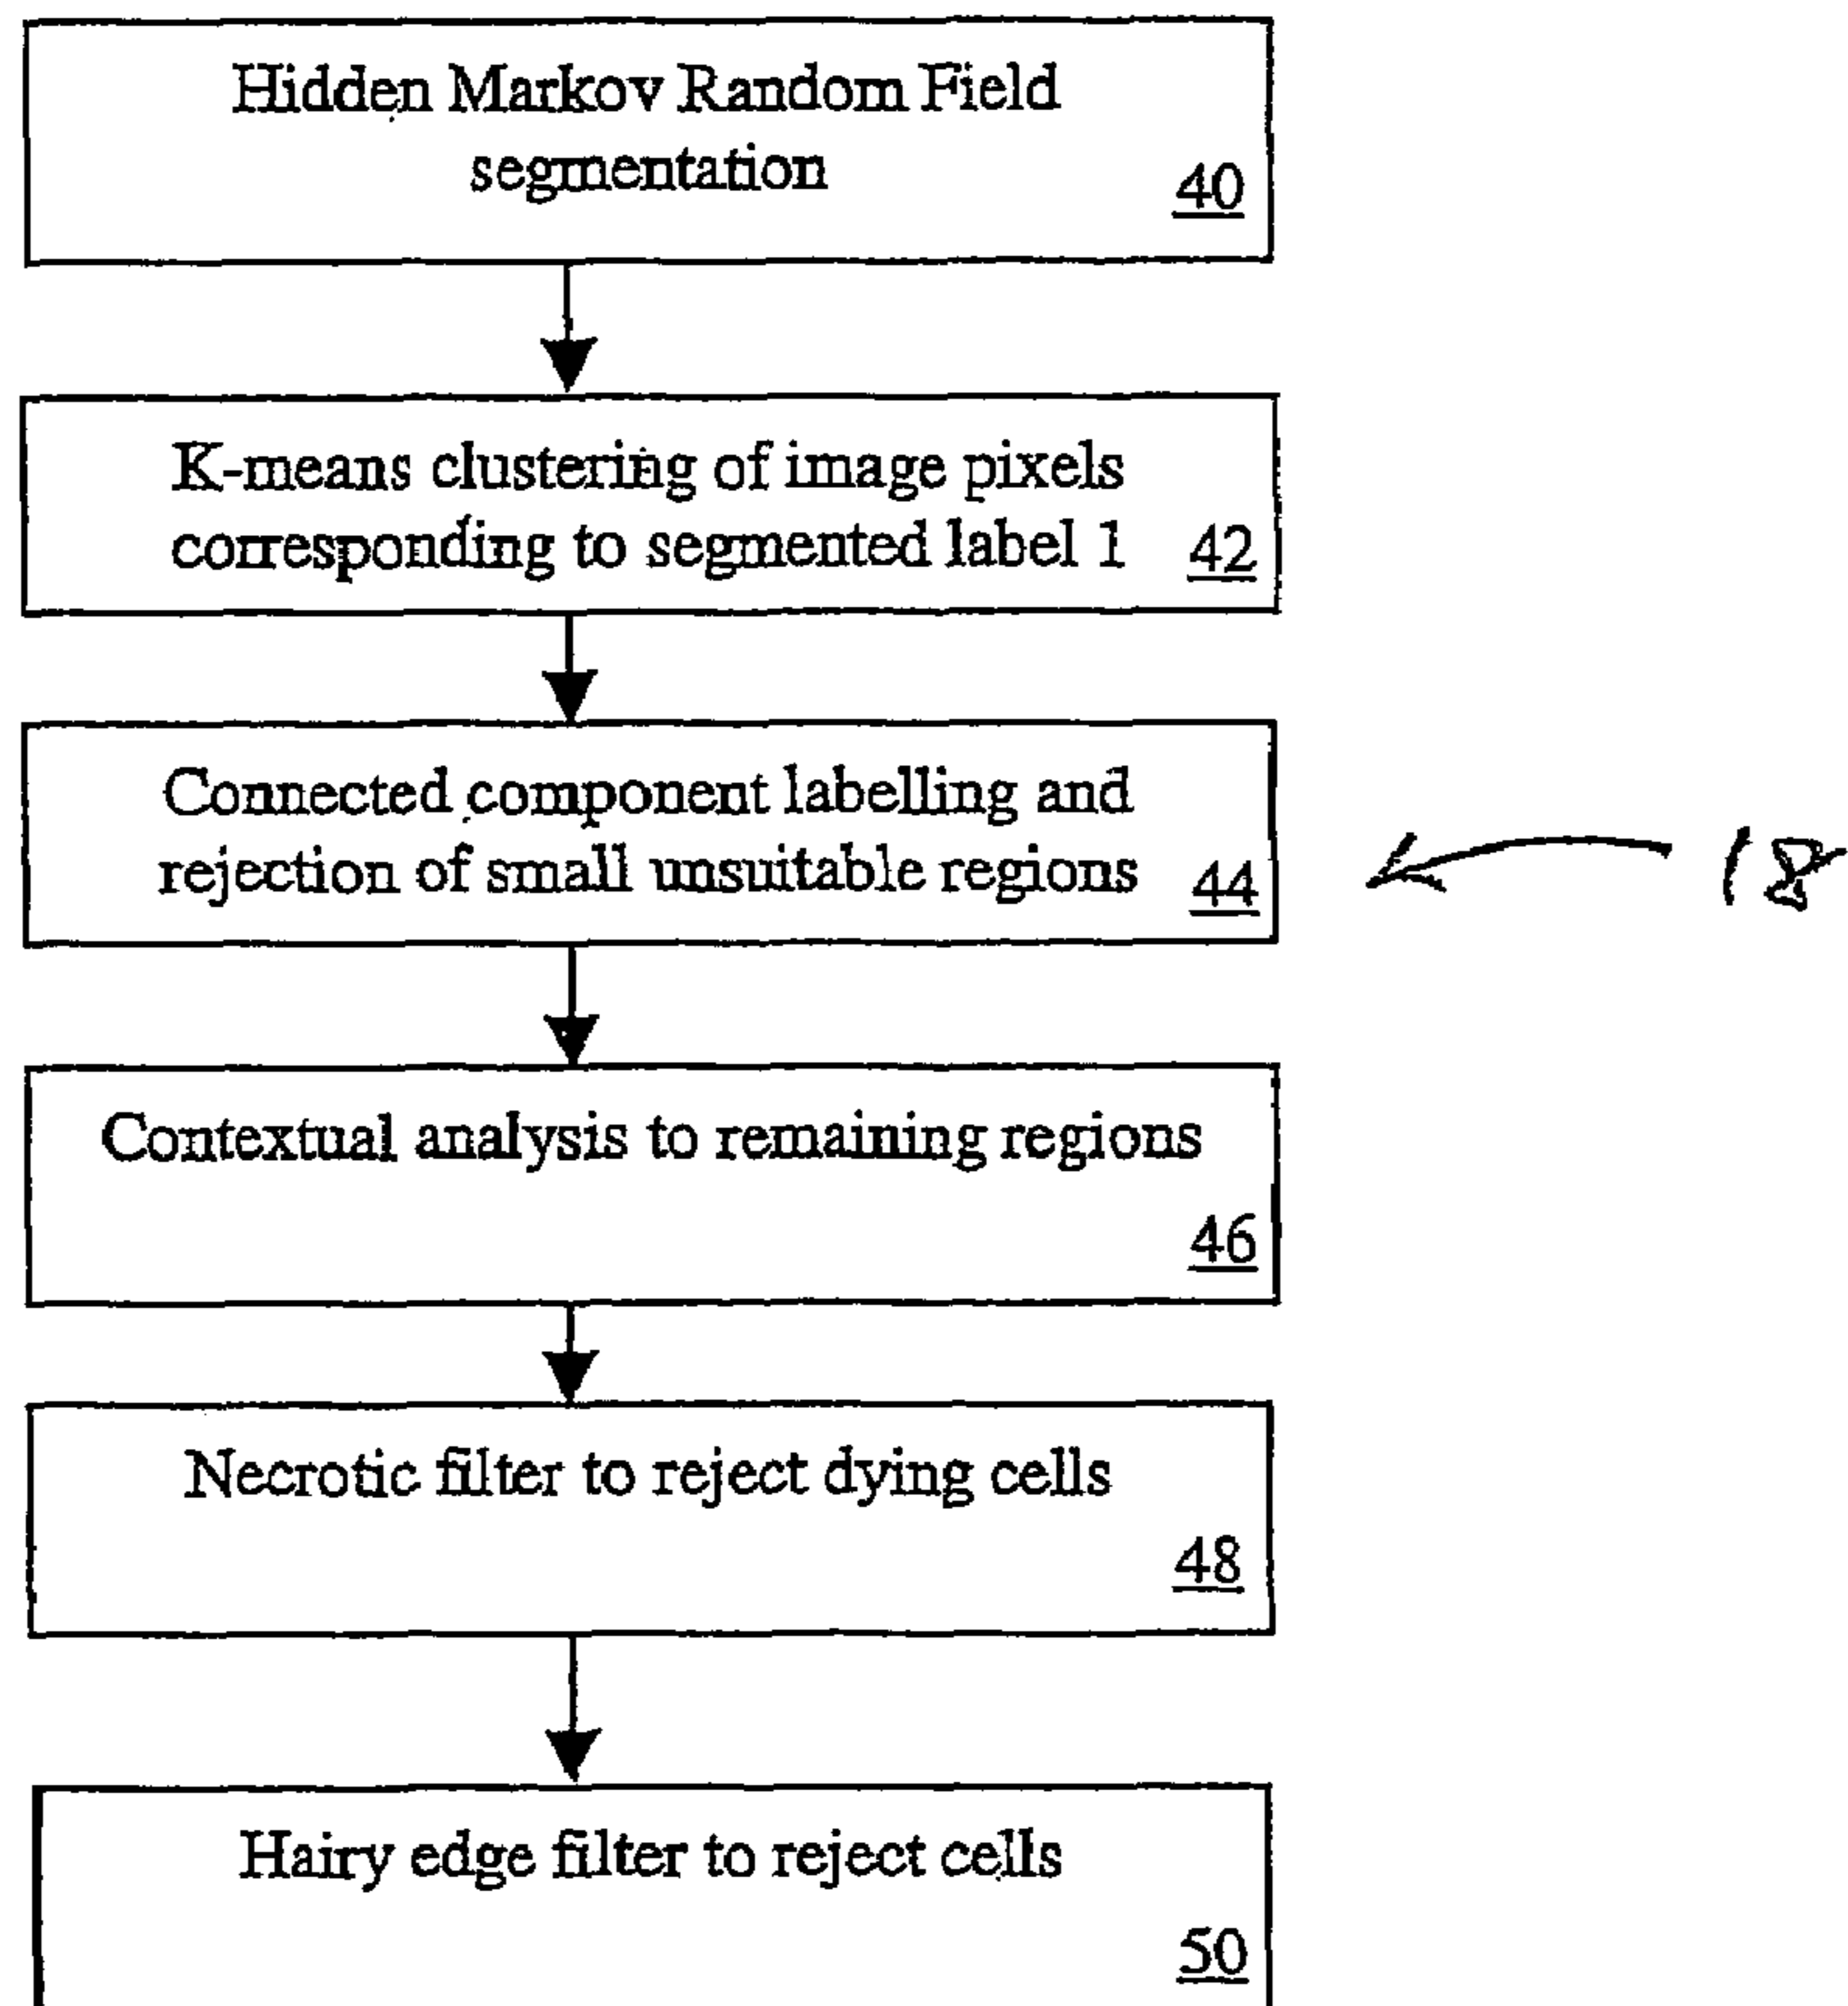 Hidden Markov Random Field
segmentation
40
K-means clustering of image pixels
corresponding to segmented label 1 42
Connected component labelling and
rejection of small unsuitable regions 44
18
Contextual analysis to remaining regions
46
Necrotic filter to reject dying cells
48
Hairy edge filter to reject cells
50